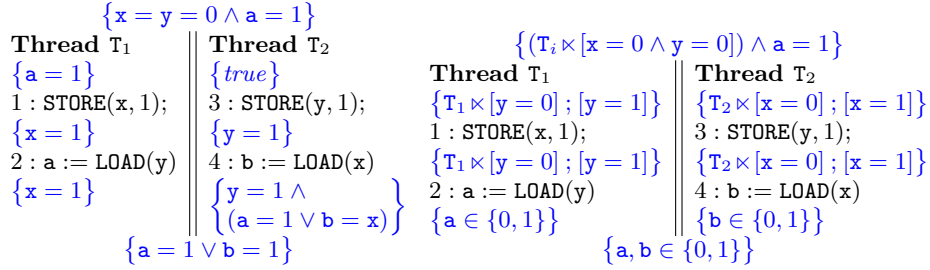 {x = y = 0 ∧ a = 1}
Thread T₁
{a = 1}
1 : STORE(x, 1);
{x = 1}
2 : a := LOAD(y)
{x = 1}
Thread T₂
{true}
3 : STORE(y, 1);
{y = 1}
4 : b := LOAD(x)
{y = 1 ∧
(a = 1 ∨ b = x)}
{a = 1 ∨ b = 1}
{(Tᵢ ⋉ [x = 0 ∧ y = 0]) ∧ a = 1}
Thread T₁
{T₁ ⋉ [y = 0] ; [y = 1]}
1 : STORE(x, 1);
{T₁ ⋉ [y = 0] ; [y = 1]}
2 : a := LOAD(y)
{a ∈ {0, 1}}
Thread T₂
{T₂ ⋉ [x = 0] ; [x = 1]}
3 : STORE(y, 1);
{T₂ ⋉ [x = 0] ; [x = 1]}
4 : b := LOAD(x)
{b ∈ {0, 1}}
{a, b ∈ {0, 1}}